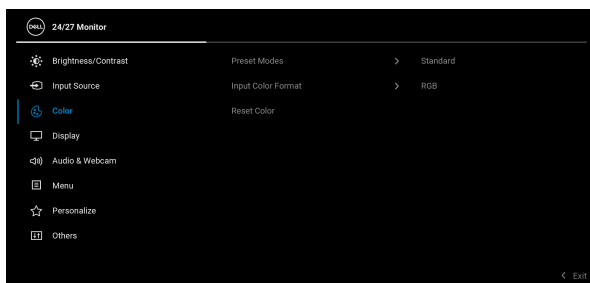 DELL 24/27 Monitor
Brightness/Contrast Preset Modes > Standard
Input Source Input Color Format > RGB
Color Reset Color
Display
Audio & Webcam
Menu
Personalize
Others
< Exit